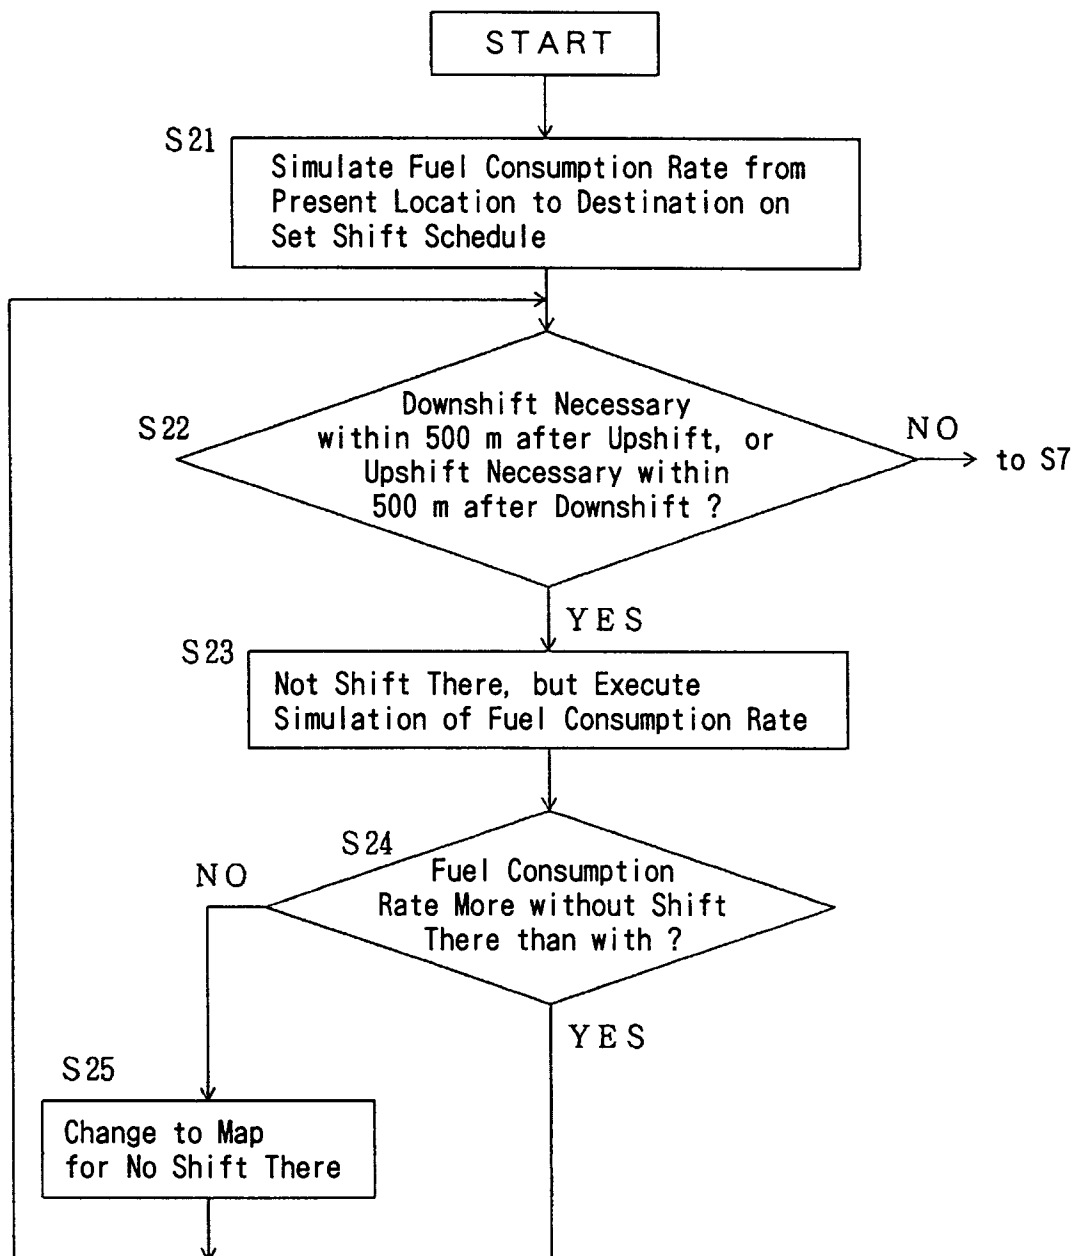 START
S21
Simulate Fuel Consumption Rate from
Present Location to Destination on
Set Shift Schedule
S22
Downshift Necessary
within 500 m after Upshift, or
Upshift Necessary within
500 m after Downshift ?
NO
to S7
YES
S23
Not Shift There, but Execute
Simulation of Fuel Consumption Rate
S24
Fuel Consumption
Rate More without Shift
There than with ?
NO
YES
S25
Change to Map
for No Shift There